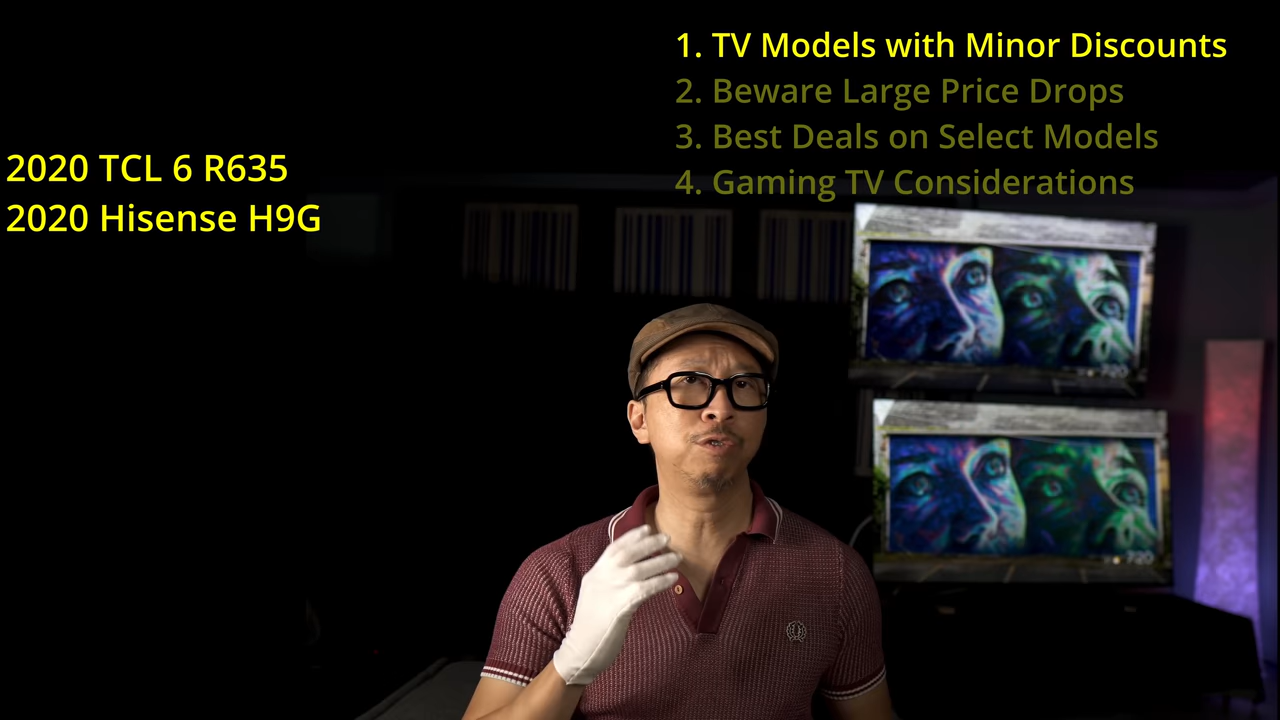 1. TV Models with Minor Discounts
2. Beware Large Price Drops
3. Best Deals on Select Models
4. Gaming TV Considerations
2020 TCL 6 R635
2020 Hisense H9G